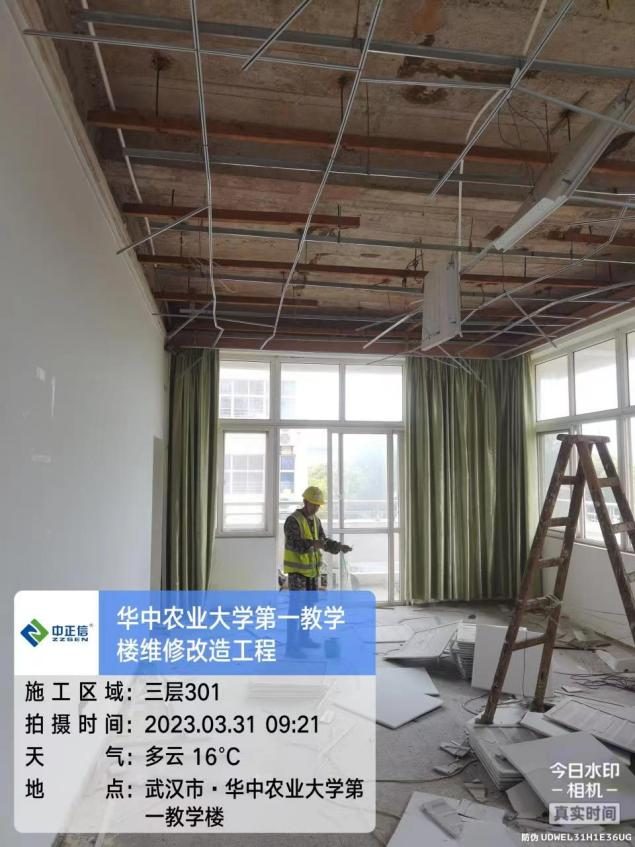 中正信®
ZZSEN
华中农业大学第一教学
楼维修改造工程
施工区域：三层301
拍摄时间：2023.03.31 09:21
天气：多云 16℃
地点：武汉市·华中农业大学第
一教学楼
今日水印
-相机-
真实时间
防伪 UDWEL31H1E36UG